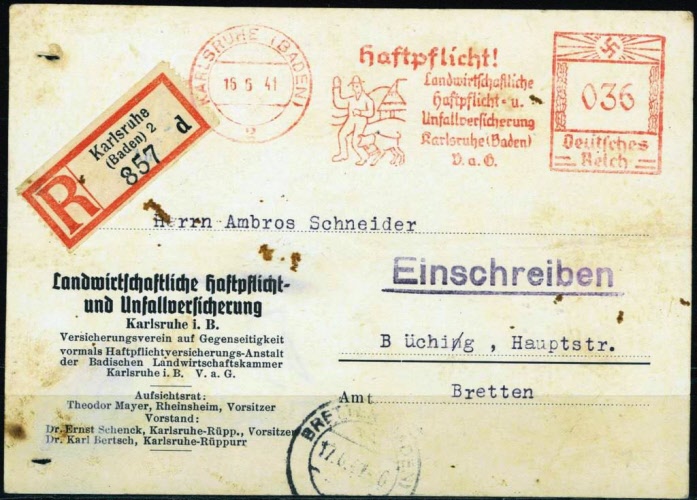 KARLSRUHE (BADEN)
15 5 41
2
Haftpflicht!
Landwirtschaftliche
Haftpflicht- u.
Unfallversicherung
Karlsruhe (Baden)
V. a. G.
036
Deutsches
Reich
R
Karlsruhe
(Baden) 2
857 d
Herrn Ambros Schneider
Einschreiben
Landwirtschaftliche Haftpflicht-
und Unfallversicherung
Karlsruhe i. B.
Versicherungsverein auf Gegenseitigkeit
vormals Haftpflichtversicherungs-Anstalt
der Badischen Landwirtschaftskammer
Karlsruhe i. B. V. a. G.
Aufsichtsrat:
Theodor Mayer, Rheinsheim, Vorsitzer
Vorstand:
Dr. Ernst Schenck, Karlsruhe-Rüpp., Vorsitzer
Dr. Karl Bertsch, Karlsruhe-Rüppurr
B üching , Hauptstr.
Amt Bretten